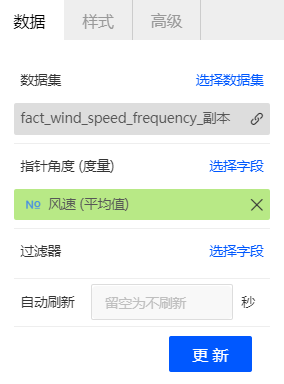 数据 样式 高级
数据集 选择数据集
fact_wind_speed_frequency_副本
指针角度 (度量) 选择字段
No 风速 (平均值)
过滤器 选择字段
自动刷新 留空为不刷新 秒
更 新